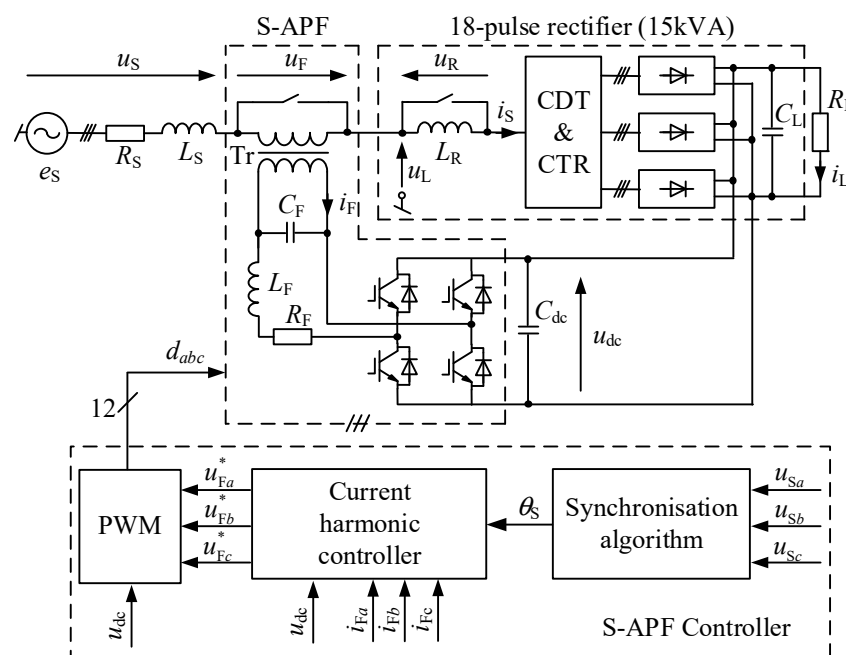 S-APF
18-pulse rectifier (15kVA)
uS
uF
uR
iS
CDT
&
CTR
CL
iL
eS
RS
LS
Tr
uL
LR
CF
iF
LF
RF
Cdc
udc
dabc
12
PWM
u*Fa
u*Fb
u*Fc
Current
harmonic
controller
θS
Synchronisation
algorithm
uSa
uSb
uSc
udc
udc
iFa
iFb
iFc
S-APF Controller